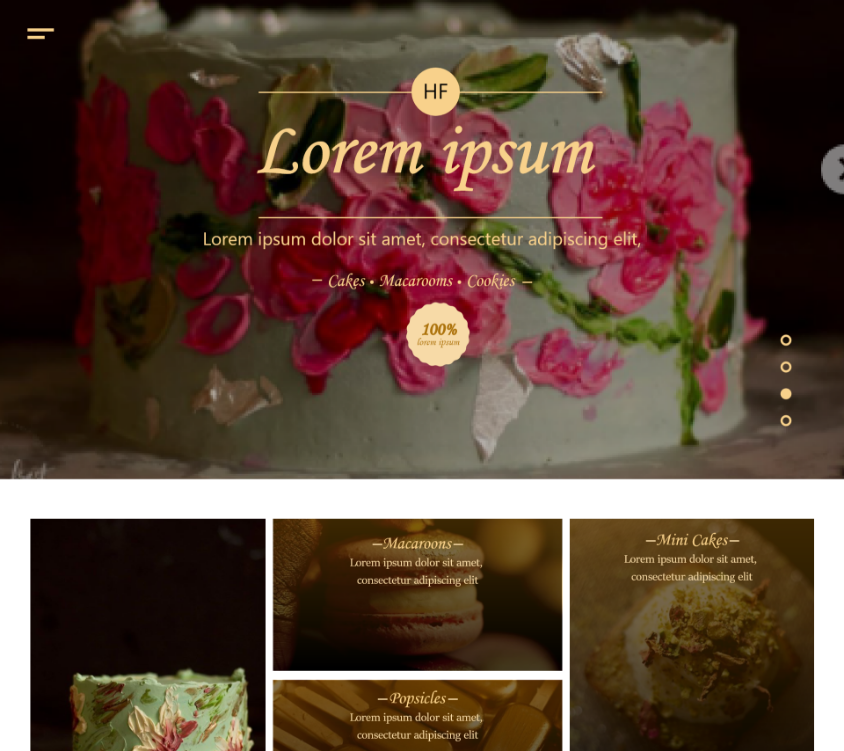 HF
Lorem ipsum
Lorem ipsum dolor sit amet, consectetur adipiscing elit,
– Cakes • Macarooms • Cookies –
100%
lorem ipsum
–Macaroons–
Lorem ipsum dolor sit amet,
consectetur adipiscing elit
–Mini Cakes–
Lorem ipsum dolor sit amet,
consectetur adipiscing elit
–Popsicles–
Lorem ipsum dolor sit amet,
consectetur adipiscing elit